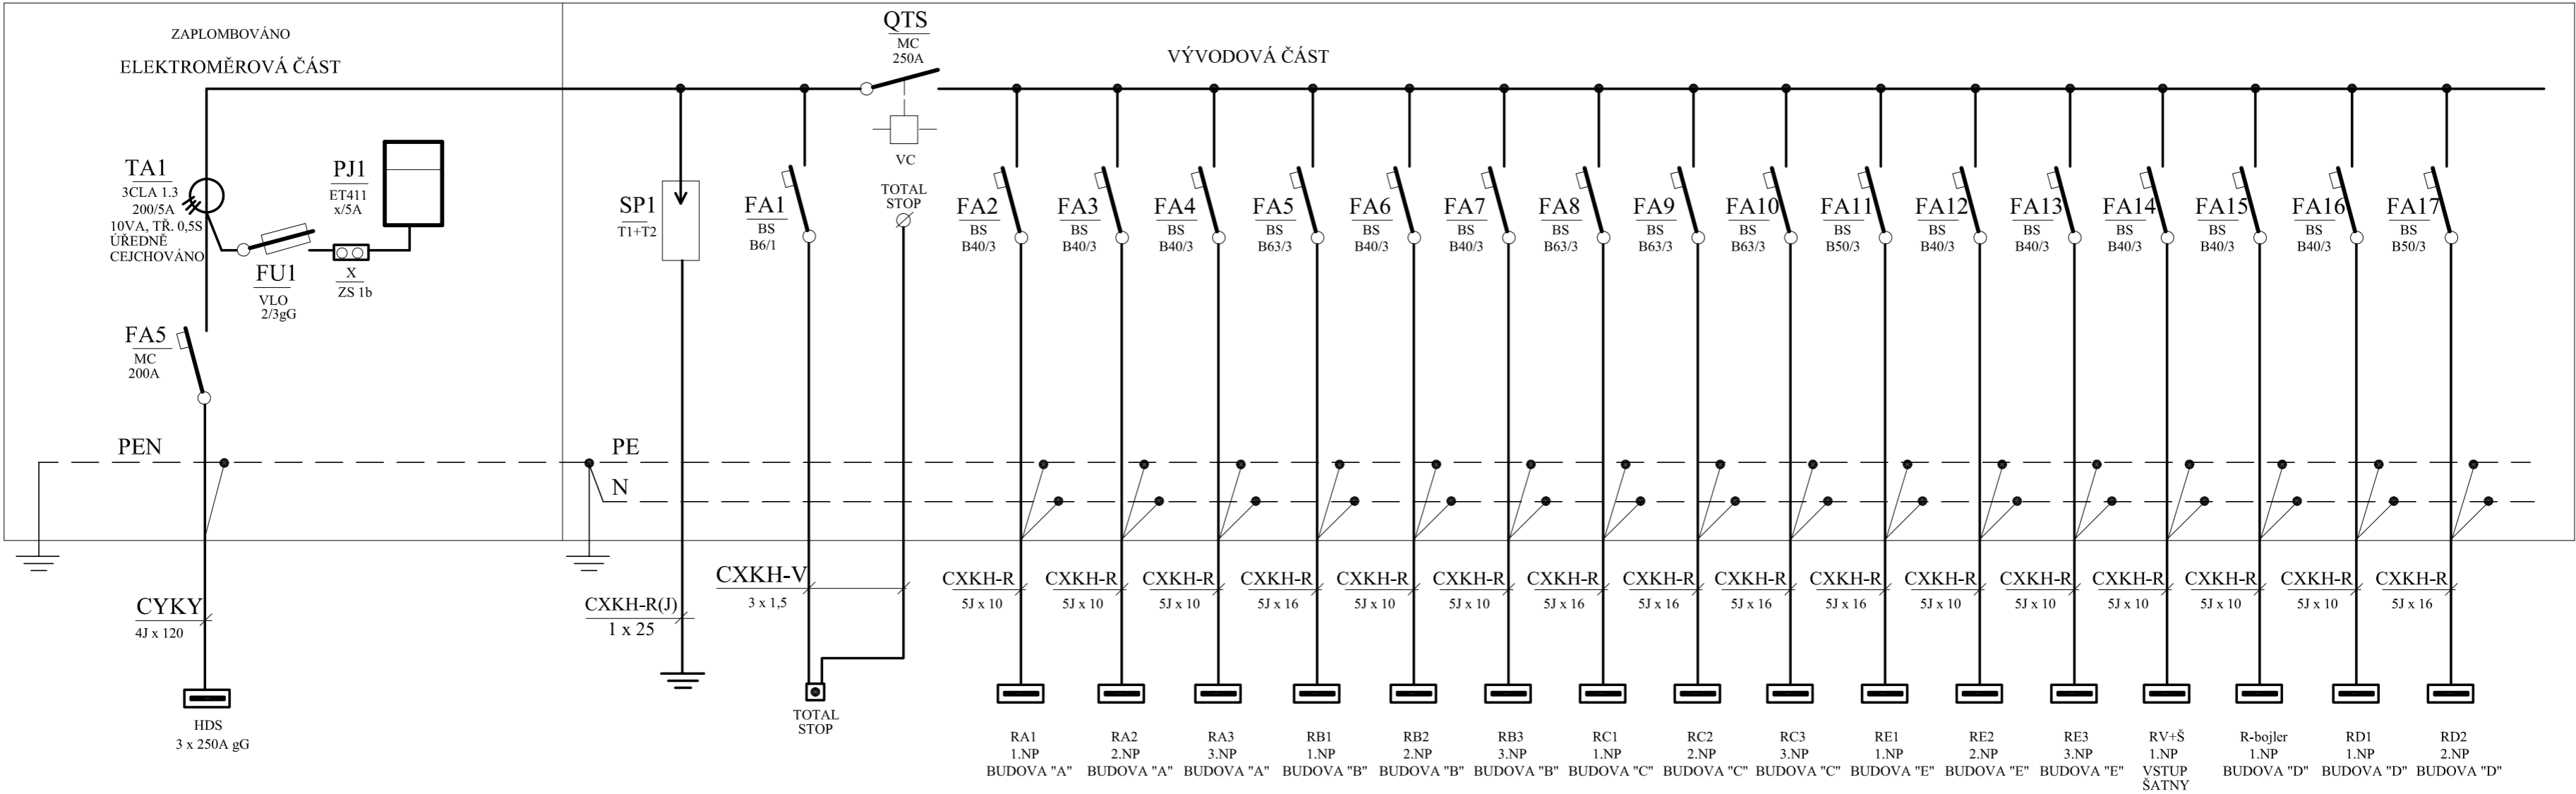 ZAPLOMBOVÁNO
ELEKTROMĚROVÁ ČÁST
QTS
MC
250A
VÝVODOVÁ ČÁST
VC
TOTAL
STOP
TA1
3CLA 1.3
200/5A
10VA, TŘ. 0,5S
ÚŘEDNĚ
CEJCHOVÁNO
PJ1
ET411
x/5A
FU1
VLO
2/3gG
X
ZS 1b
FA5
MC
200A
SP1
T1+T2
FA1
BS
B6/1
FA2
BS
B40/3
FA3
BS
B40/3
FA4
BS
B40/3
FA5
BS
B63/3
FA6
BS
B40/3
FA7
BS
B40/3
FA8
BS
B63/3
FA9
BS
B63/3
FA10
BS
B63/3
FA11
BS
B50/3
FA12
BS
B40/3
FA13
BS
B40/3
FA14
BS
B40/3
FA15
BS
B40/3
FA16
BS
B40/3
FA17
BS
B50/3
PEN
PE
N
CYKY
4J x 120
CXKH-R(J)
1 x 25
CXKH-V
3 x 1,5
CXKH-R
5J x 10
CXKH-R
5J x 10
CXKH-R
5J x 10
CXKH-R
5J x 16
CXKH-R
5J x 10
CXKH-R
5J x 10
CXKH-R
5J x 16
CXKH-R
5J x 16
CXKH-R
5J x 16
CXKH-R
5J x 16
CXKH-R
5J x 10
CXKH-R
5J x 10
CXKH-R
5J x 10
CXKH-R
5J x 10
CXKH-R
5J x 10
CXKH-R
5J x 16
HDS
3 x 250A gG
TOTAL
STOP
RA1
1.NP
BUDOVA "A"
RA2
2.NP
BUDOVA "A"
RA3
3.NP
BUDOVA "A"
RB1
1.NP
BUDOVA "B"
RB2
2.NP
BUDOVA "B"
RB3
3.NP
BUDOVA "B"
RC1
1.NP
BUDOVA "C"
RC2
2.NP
BUDOVA "C"
RC3
3.NP
BUDOVA "C"
RE1
1.NP
BUDOVA "E"
RE2
2.NP
BUDOVA "E"
RE3
3.NP
BUDOVA "E"
RV+Š
1.NP
VSTUP
ŠATNY
R-bojler
1.NP
BUDOVA "D"
RD1
1.NP
BUDOVA "D"
RD2
2.NP
BUDOVA "D"